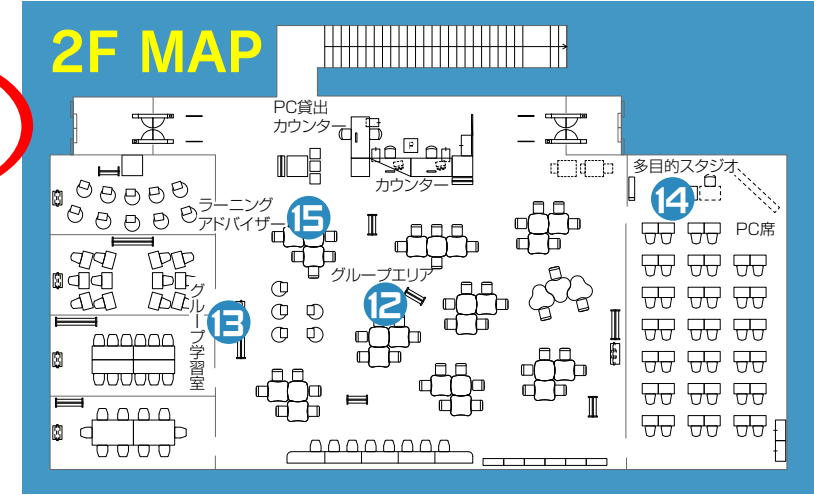 2F MAP
PC貸出
カウンター
カウンター
多目的スタジオ
14
PC席
ラーニング
アドバイザー
15
グループエリア
12
13
グループ学習室